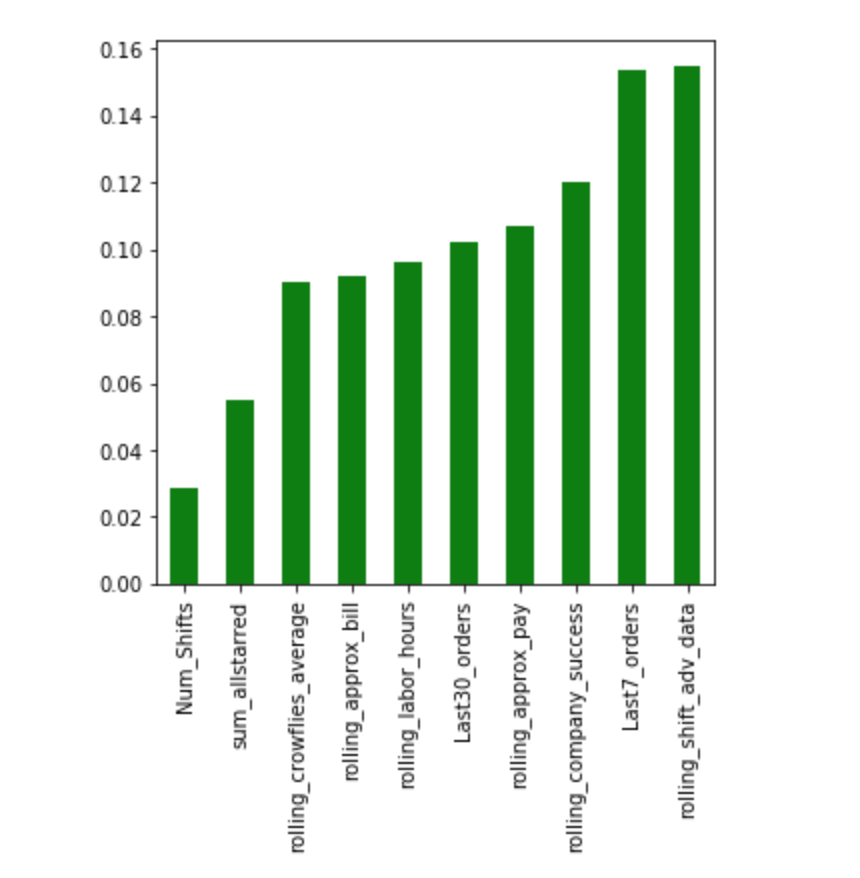 0.16
0.14
0.12
0.10
0.08
0.06
0.04
0.02
0.00
Num_Shifts
sum_allstarred
rolling_crowflies_average
rolling_approx_bill
rolling_labor_hours
Last30_orders
rolling_approx_pay
rolling_company_success
Last7_orders
rolling_shift_adv_data